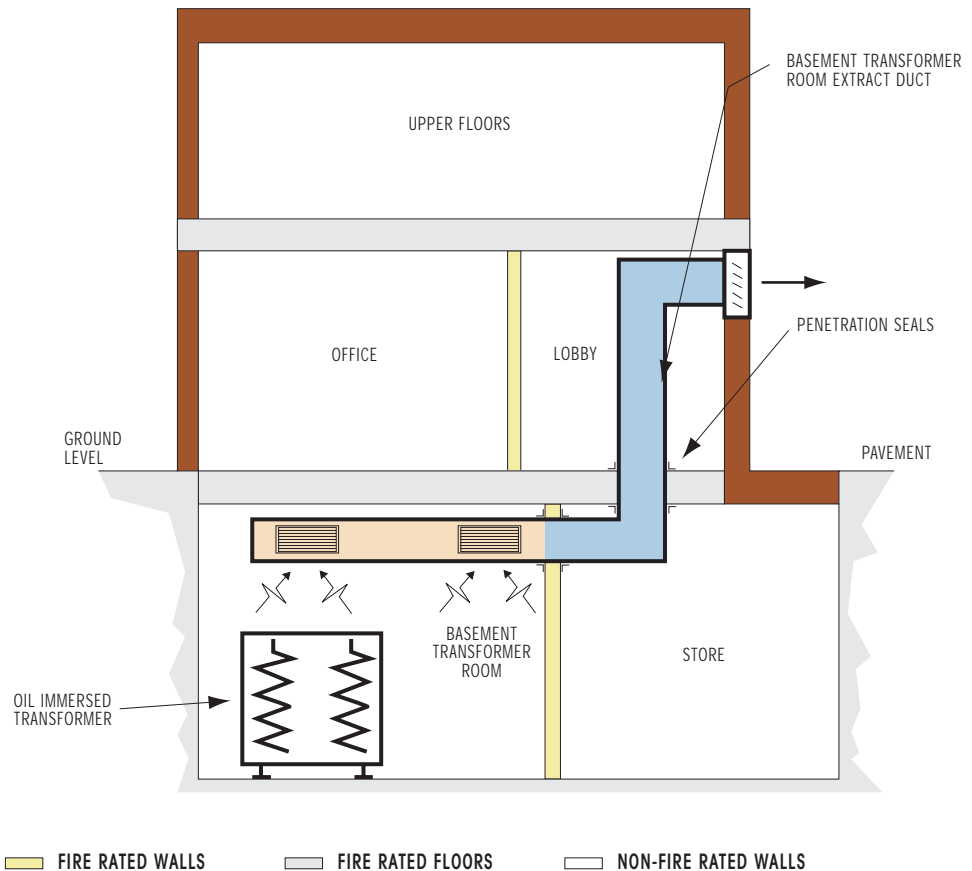 BASEMENT TRANSFORMER
ROOM EXTRACT DUCT
UPPER FLOORS
PENETRATION SEALS
OFFICE
LOBBY
GROUND
LEVEL
PAVEMENT
BASEMENT
TRANSFORMER
ROOM
STORE
OIL IMMERSED
TRANSFORMER
FIRE RATED WALLS
FIRE RATED FLOORS
NON-FIRE RATED WALLS